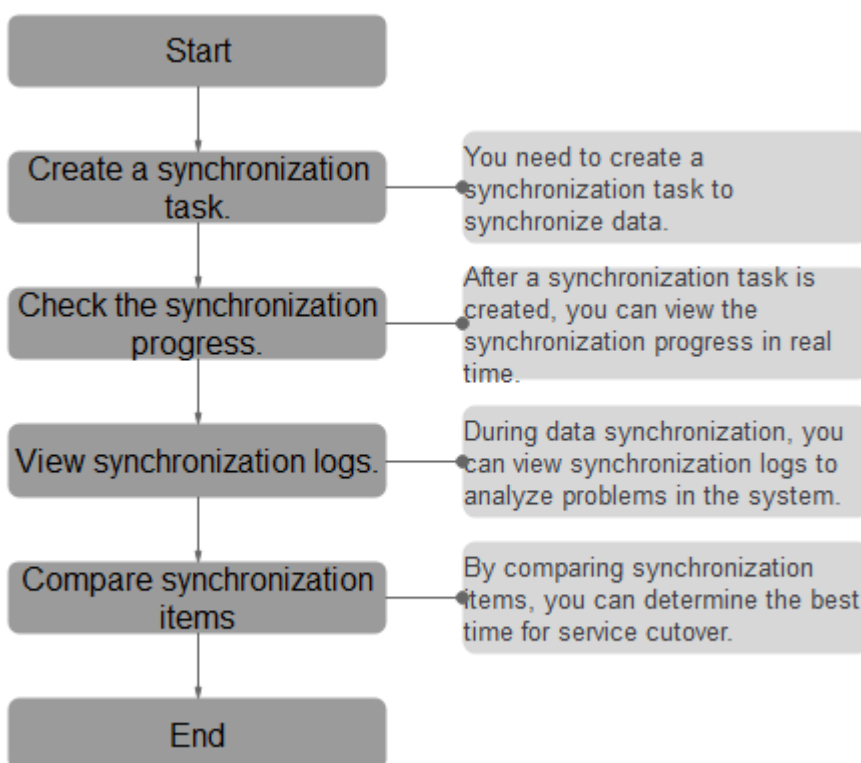 Start
Create a synchronization
task.
You need to create a
synchronization task to
synchronize data.
Check the synchronization
progress.
After a synchronization task is
created, you can view the
synchronization progress in real
time.
View synchronization logs.
During data synchronization, you
can view synchronization logs to
analyze problems in the system.
Compare synchronization
items
By comparing synchronization
items, you can determine the best
time for service cutover.
End